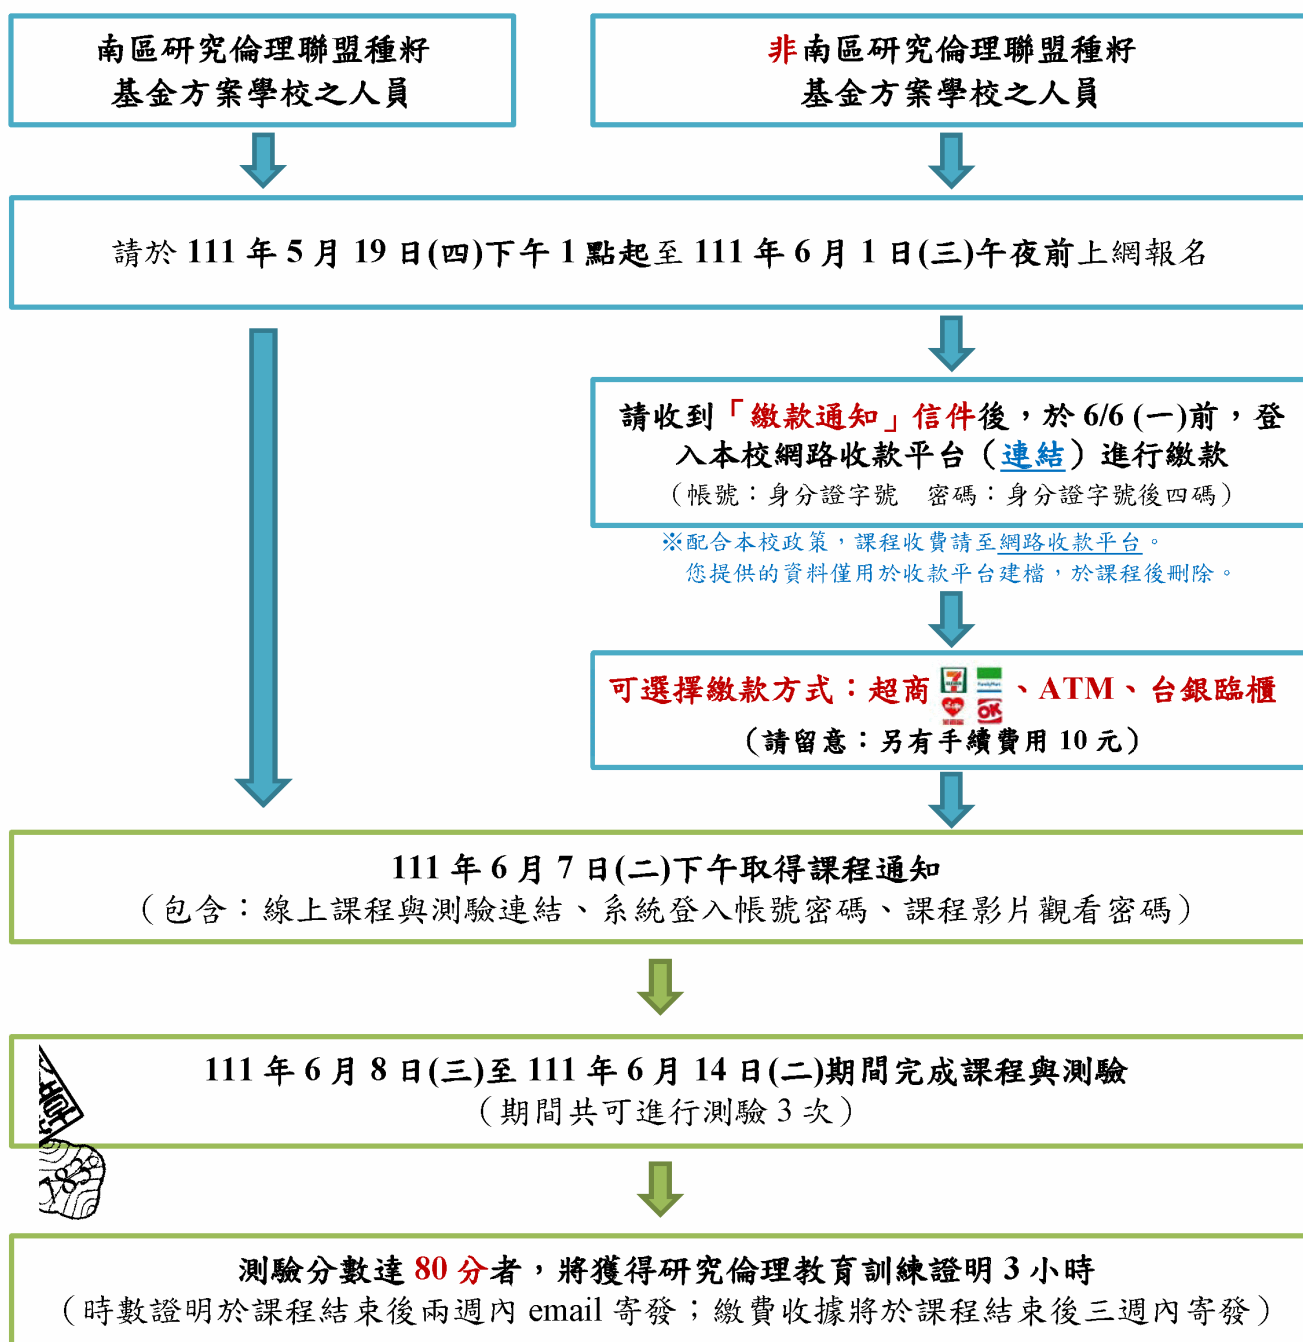 南區研究倫理聯盟種籽
基金方案學校之人員
非南區研究倫理聯盟種籽
基金方案學校之人員
請於 111 年 5 月 19 日(四)下午 1 點起至 111 年 6 月 1 日(三)午夜前上網報名
請收到「繳款通知」信件後，於 6/6 (一)前，登
入本校網路收款平台（連結）進行繳款
（帳號：身分證字號　密碼：身分證字號後四碼）
※配合本校政策，課程收費請至網路收款平台。
您提供的資料僅用於收款平台建檔，於課程後刪除。
可選擇繳款方式：超商 、ATM、台銀臨櫃
（請留意：另有手續費用 10 元）
111 年 6 月 7 日(二)下午取得課程通知
（包含：線上課程與測驗連結、系統登入帳號密碼、課程影片觀看密碼）
111 年 6 月 8 日(三)至 111 年 6 月 14 日(二)期間完成課程與測驗
（期間共可進行測驗 3 次）
測驗分數達 80 分者，將獲得研究倫理教育訓練證明 3 小時
（時數證明於課程結束後兩週內 email 寄發；繳費收據將於課程結束後三週內寄發）